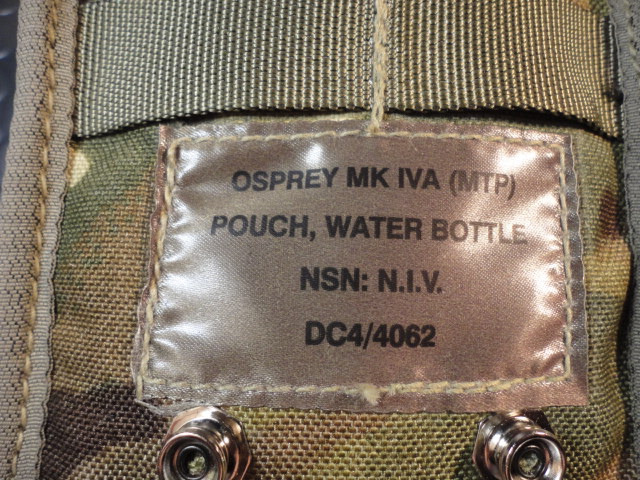 OSPREY MK IVA (MTP)
POUCH, WATER BOTTLE
NSN: N.I.V.
DC4/4062